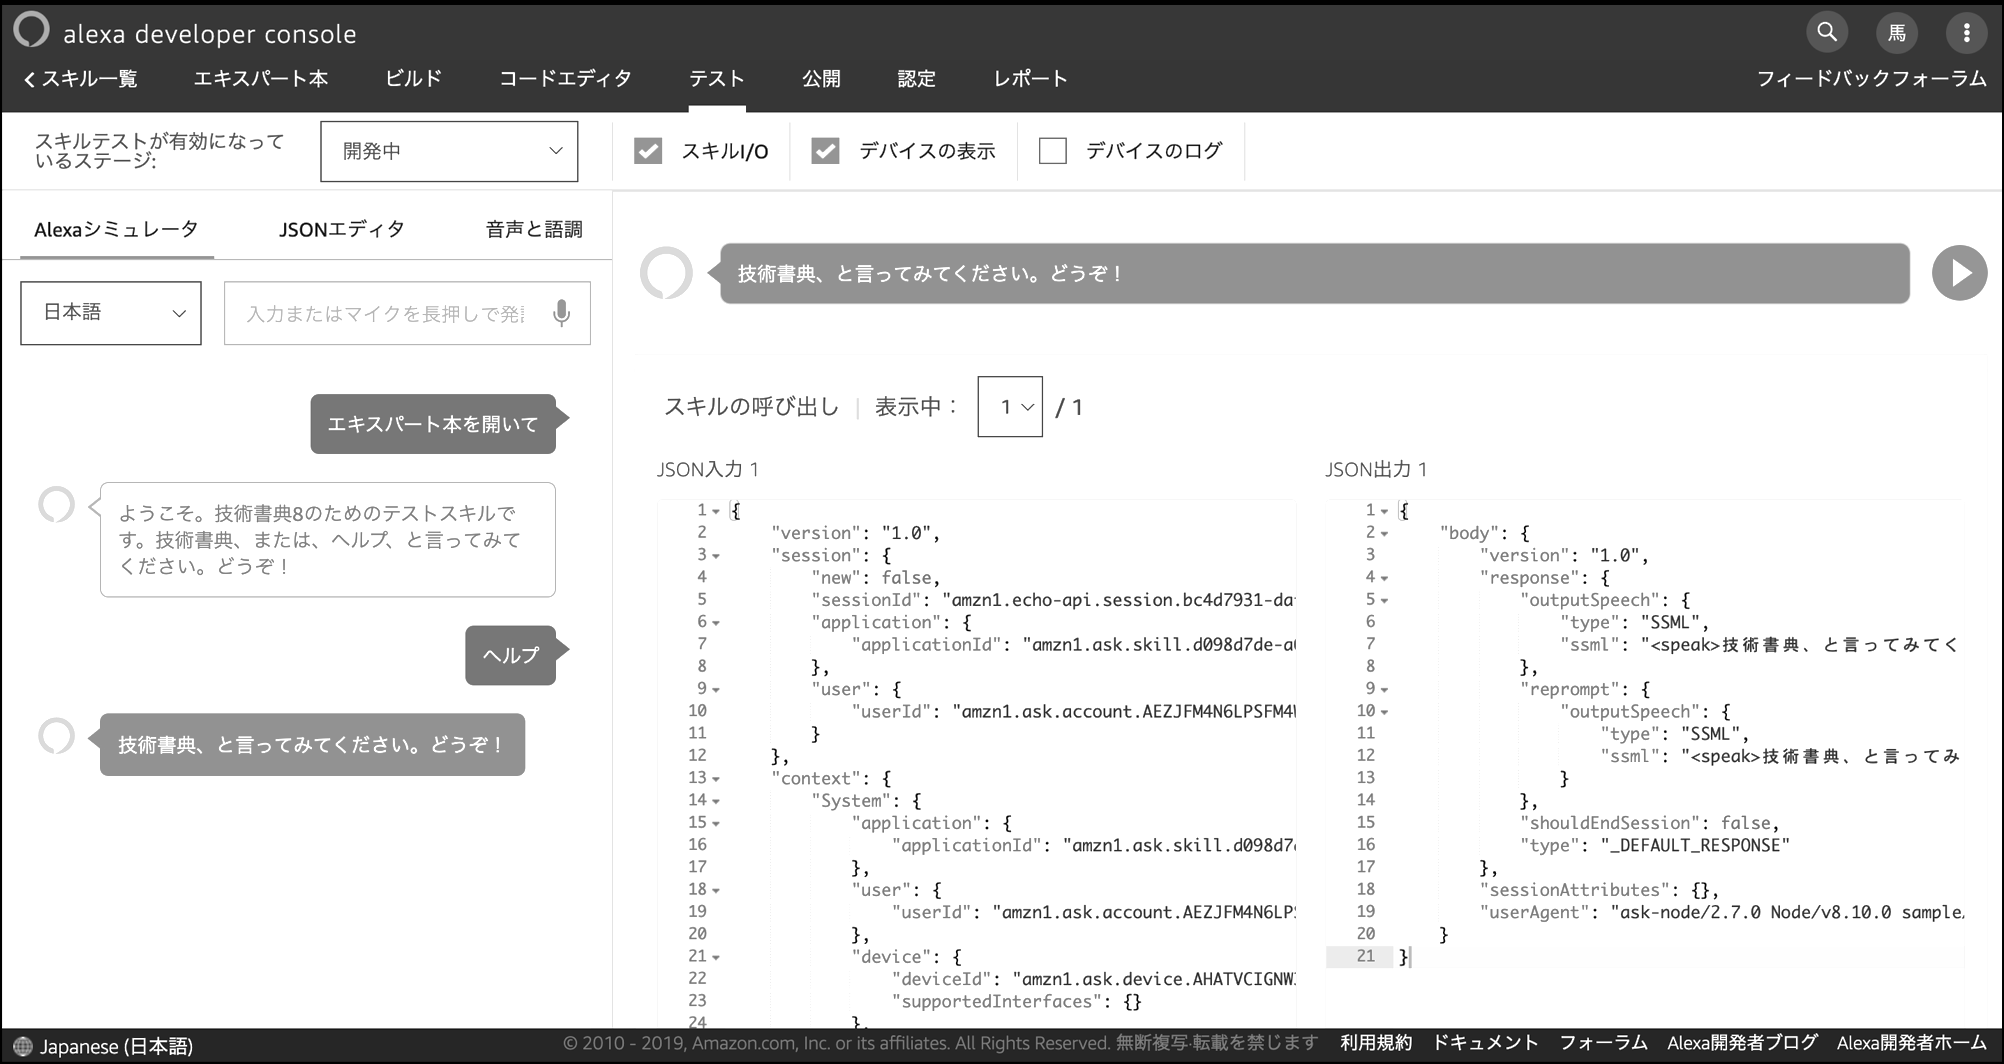 alexa developer console
馬
スキル一覧 エキスパート本 ビルド コードエディタ テスト 公開 認定 レポート フィードバックフォーラム
スキルテストが有効になって
いるステージ:
開発中
スキルI/O デバイスの表示 デバイスのログ
Alexaシミュレータ JSONエディタ 音声と語調
日本語
入力またはマイクを長押しで発
エキスパート本を開いて
ようこそ。技術書典8のためのテストスキルで
す。技術書典、または、ヘルプ、と言ってみて
ください。どうぞ！
ヘルプ
技術書典、と言ってみてください。どうぞ！
技術書典、と言ってみてください。どうぞ！
スキルの呼び出し | 表示中： 1 / 1
JSON入力 1
1 {
2 "version": "1.0",
3 "session": {
4 "new": false,
5 "sessionId": "amzn1.echo-api.session.bc4d7931-da
6 "application": {
7 "applicationId": "amzn1.ask.skill.d098d7de-a
8 },
9 "user": {
10 "userId": "amzn1.ask.account.AEZJFM4N6LPSFM4
11 }
12 },
13 "context": {
14 "System": {
15 "application": {
16 "applicationId": "amzn1.ask.skill.d098d7
17 },
18 "user": {
19 "userId": "amzn1.ask.account.AEZJFM4N6LP
20 },
21 "device": {
22 "deviceId": "amzn1.ask.device.AHATVCIGNW
23 "supportedInterfaces": {}
24 },
JSON出力 1
1 {
2 "body": {
3 "version": "1.0",
4 "response": {
5 "outputSpeech": {
6 "type": "SSML",
7 "ssml": "<speak>技術書典、と言ってみてく
8 },
9 "reprompt": {
10 "outputSpeech": {
11 "type": "SSML",
12 "ssml": "<speak>技術書典、と言ってみ
13 }
14 },
15 "shouldEndSession": false,
16 "type": "_DEFAULT_RESPONSE"
17 },
18 "sessionAttributes": {},
19 "userAgent": "ask-node/2.7.0 Node/v8.10.0 sample
20 }
21 }
Japanese (日本語)
© 2010 - 2019, Amazon.com, Inc. or its affiliates. All Rights Reserved. 無断複写·転載を禁じます 利用規約 ドキュメント フォーラム Alexa開発者ブログ Alexa開発者ホーム